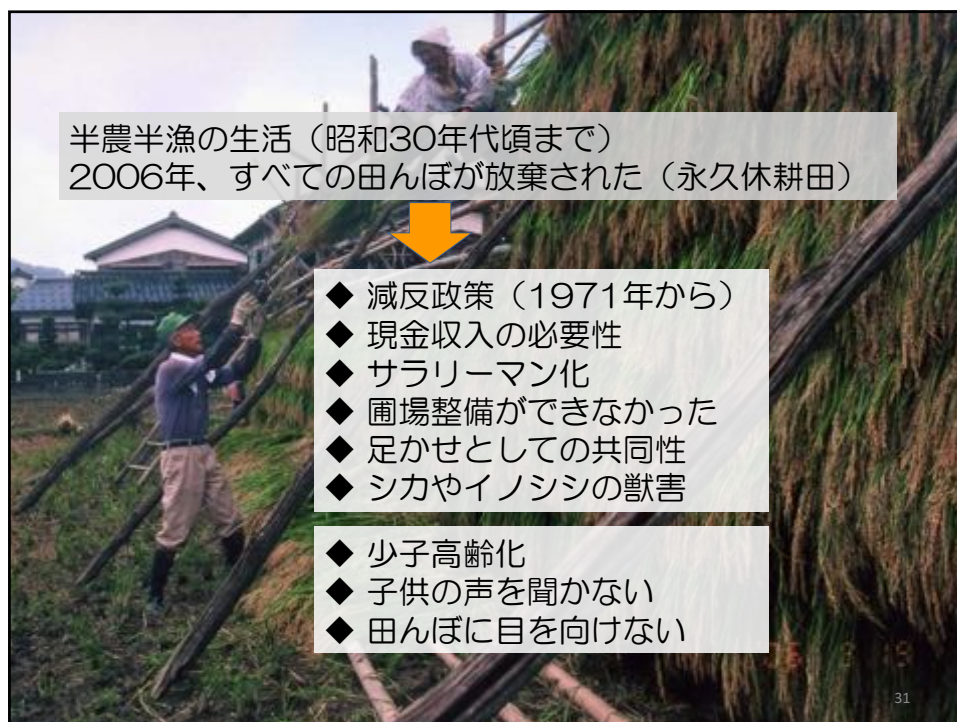 半農半漁の生活（昭和30年代頃まで）
2006年、すべての田んぼが放棄された（永久休耕田）
◆ 減反政策（1971年から）
◆ 現金収入の必要性
◆ サラリーマン化
◆ 圃場整備ができなかった
◆ 足かせとしての共同性
◆ シカやイノシシの獣害
◆ 少子高齢化
◆ 子供の声を聞かない
◆ 田んぼに目を向けない
31